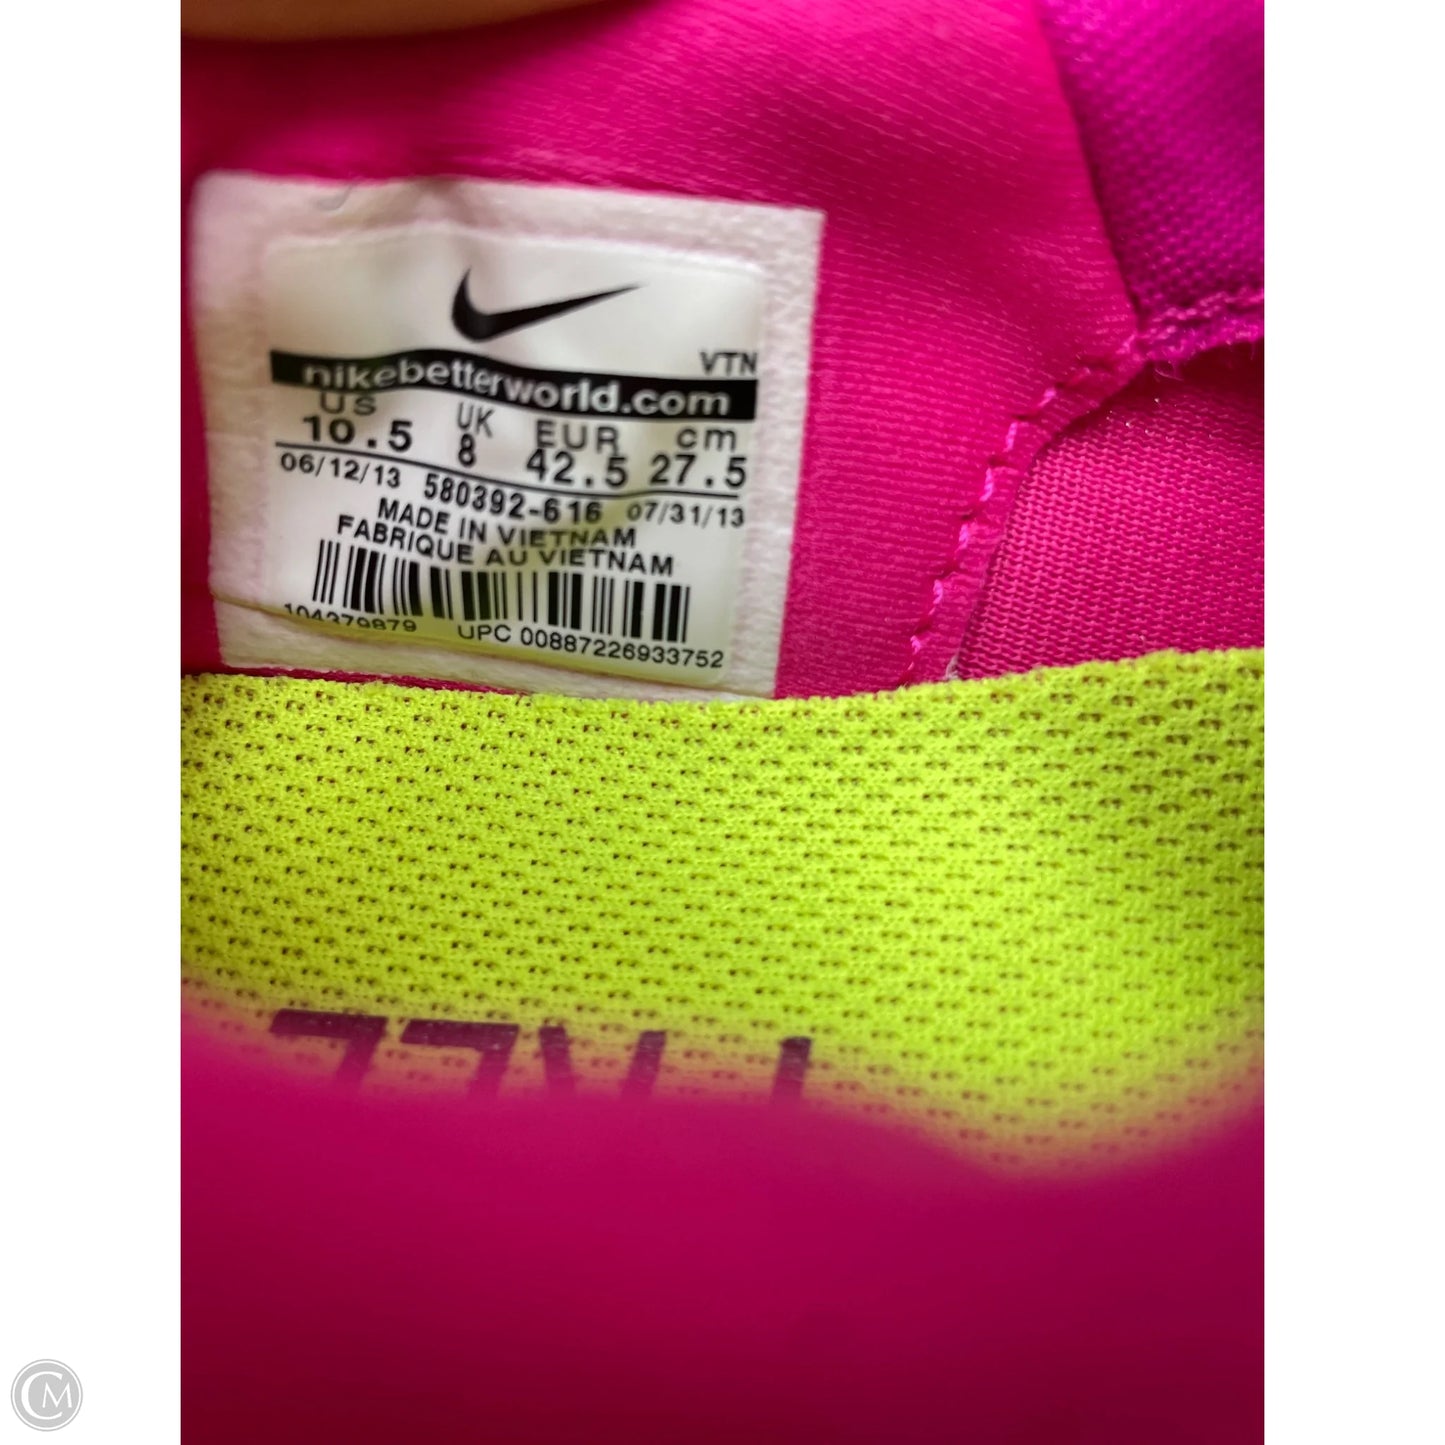 VTN
nikebetterworld.com
US UK EUR cm
10.5 8 42.5 27.5
06/12/13 580392-616 07/31/13
MADE IN VIETNAM
FABRIQUE AU VIETNAM
104379879 UPC 00887226933752
CM